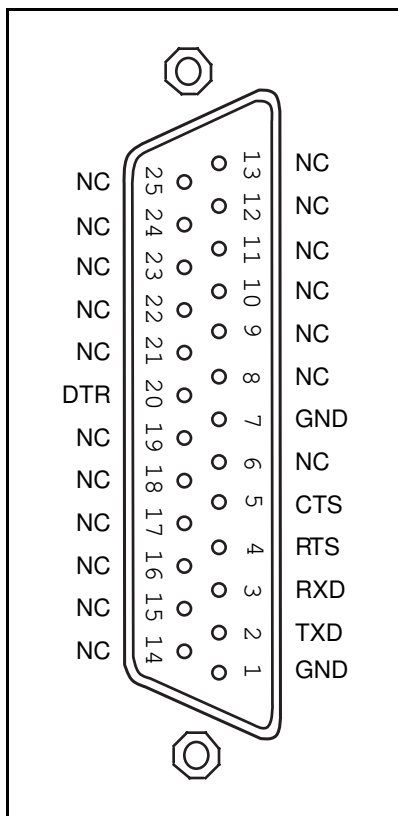 NC 25
NC 24
NC 23
NC 22
NC 21
DTR 20
NC 19
NC 18
NC 17
NC 16
NC 15
NC 14
13 NC
12 NC
11 NC
10 NC
9 NC
8 NC
7 GND
6 NC
5 CTS
4 RTS
3 RXD
2 TXD
1 GND